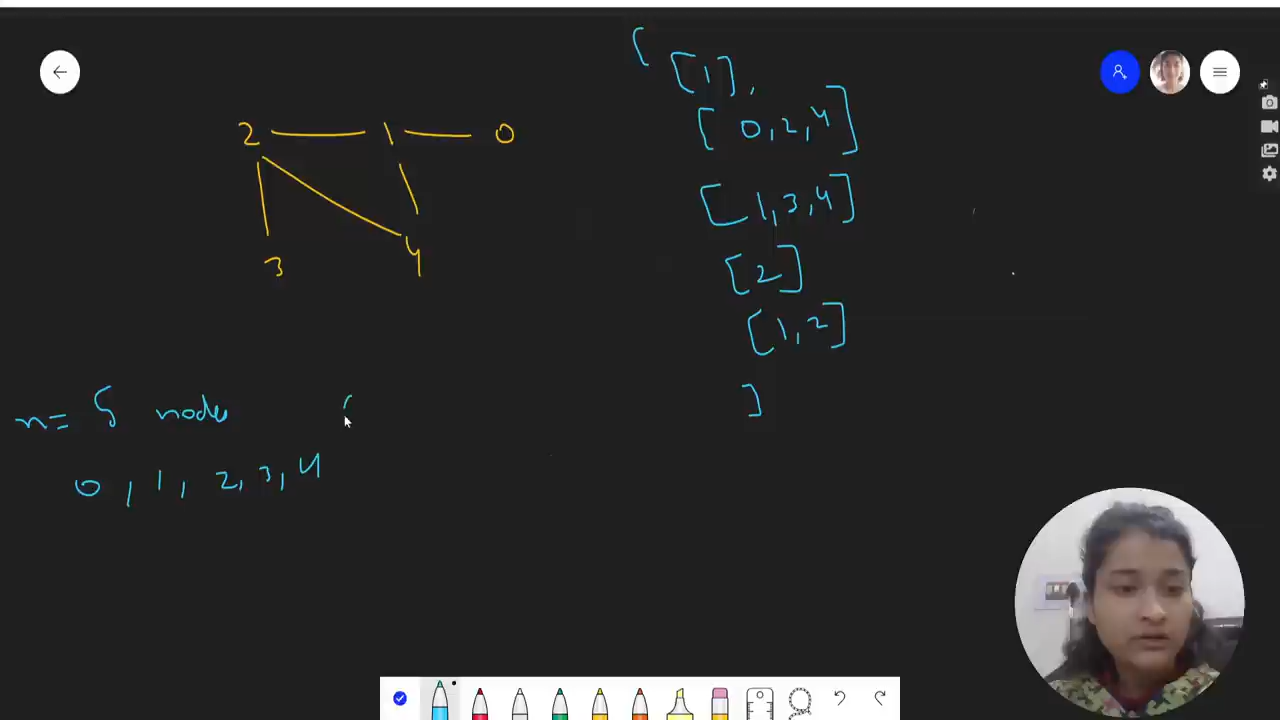 2 1 0
3 4
[
[1],
[0,2,4]
[1,3,4]
[2]
[1,2]
]
n= 5 nodes
0, 1, 2, 3, 4